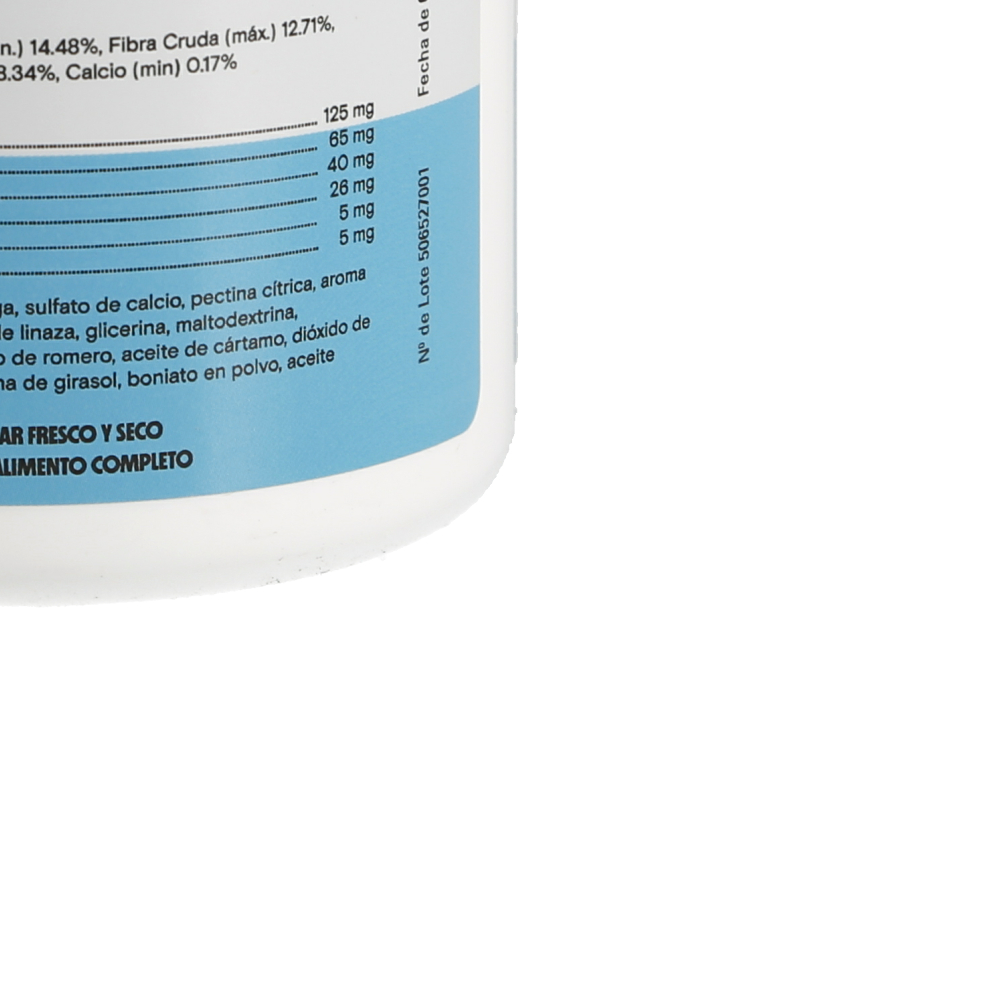 n.) 14.48%, Fibra Cruda (máx.) 12.71%,
8.34%, Calcio (min) 0.17%
125 mg
65 mg
40 mg
26 mg
5 mg
5 mg
ga, sulfato de calcio, pectina cítrica, aroma
de linaza, glicerina, maltodextrina,
o de romero, aceite de cártamo, dióxido de
na de girasol, boniato en polvo, aceite
AR FRESCO Y SECO
ALIMENTO COMPLETO
Fecha de
Nº de Lote 506527001